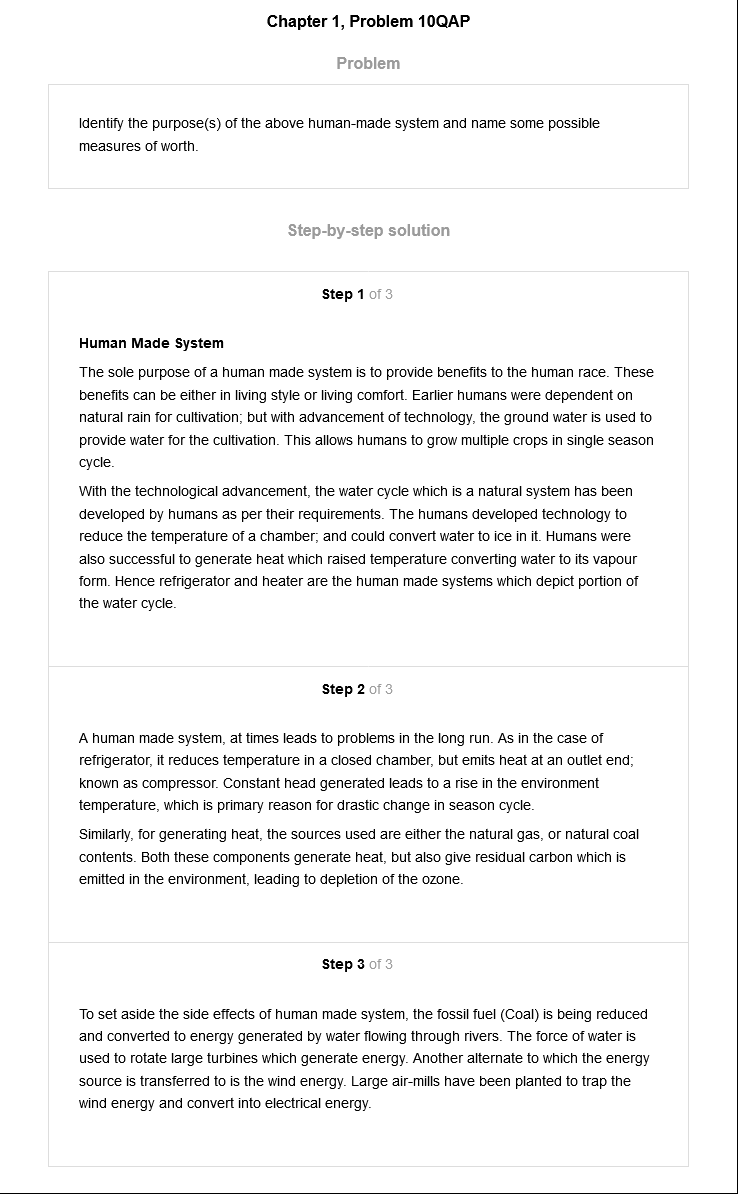 Chapter 1, Problem 10QAP
Problem
Identify the purpose(s) of the above human-made system and name some possible
measures of worth.
Step-by-step solution
Step 1 of 3
Human Made System
The sole purpose of a human made system is to provide benefits to the human race. These
benefits can be either in living style or living comfort. Earlier humans were dependent on
natural rain for cultivation; but with advancement of technology, the ground water is used to
provide water for the cultivation. This allows humans to grow multiple crops in single season
cycle.
With the technological advancement, the water cycle which is a natural system has been
developed by humans as per their requirements. The humans developed technology to
reduce the temperature of a chamber; and could convert water to ice in it. Humans were
also successful to generate heat which raised temperature converting water to its vapour
form. Hence refrigerator and heater are the human made systems which depict portion of
the water cycle.
Step 2 of 3
A human made system, at times leads to problems in the long run. As in the case of
refrigerator, it reduces temperature in a closed chamber, but emits heat at an outlet end;
known as compressor. Constant head generated leads to a rise in the environment
temperature, which is primary reason for drastic change in season cycle.
Similarly, for generating heat, the sources used are either the natural gas, or natural coal
contents. Both these components generate heat, but also give residual carbon which is
emitted in the environment, leading to depletion of the ozone.
Step 3 of 3
To set aside the side effects of human made system, the fossil fuel (Coal) is being reduced
and converted to energy generated by water flowing through rivers. The force of water is
used to rotate large turbines which generate energy. Another alternate to which the energy
source is transferred to is the wind energy. Large air-mills have been planted to trap the
wind energy and convert into electrical energy.